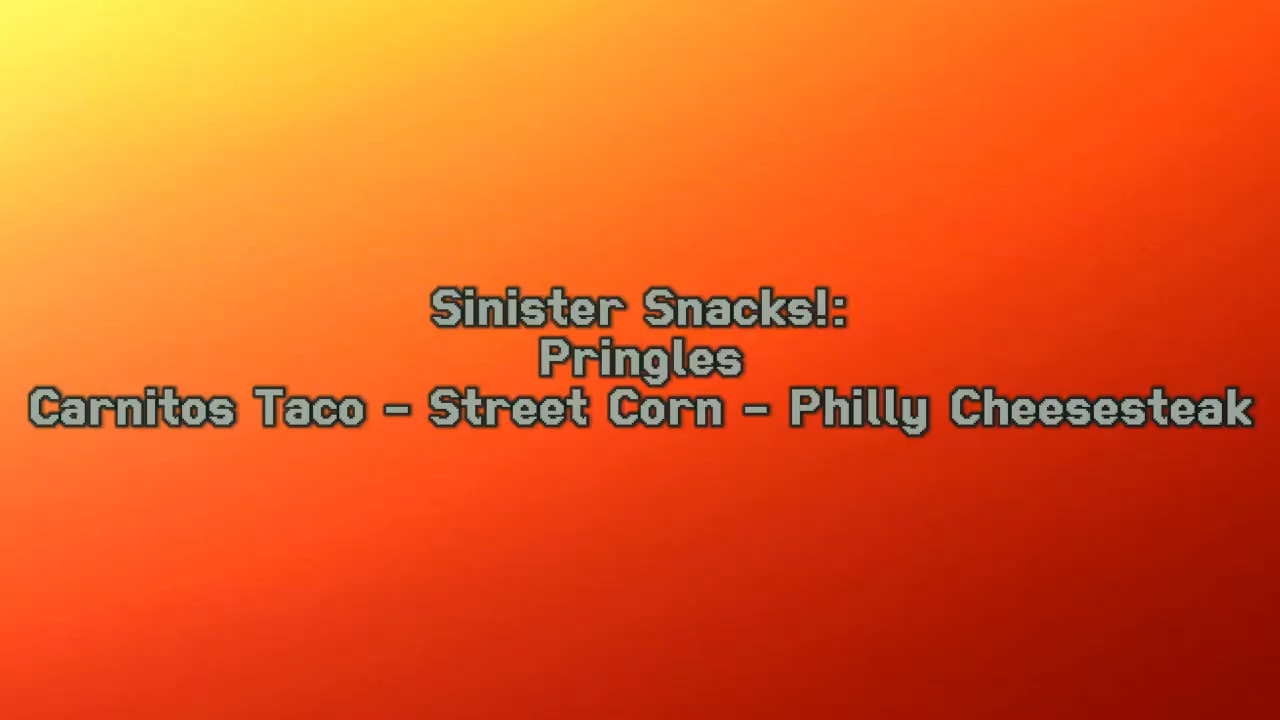 Sinister Snacks!:
Pringles
Carnitos Taco - Street Corn - Philly Cheesesteak